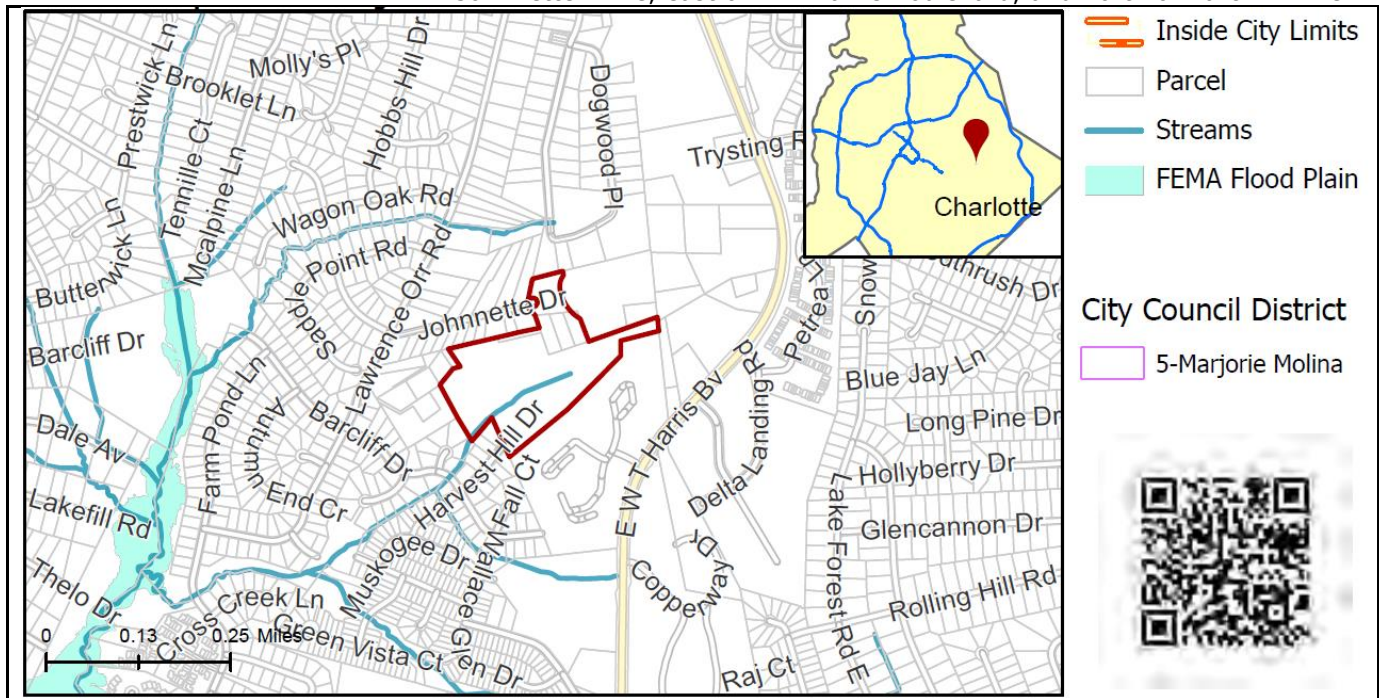 Prestwick Ln
Molly's Pl
Brooklet Ln
Hobbs Hill Dr
Dogwood Pl
Trysting R
Tennille Ct
Mcalpine Ln
Wagon Oak Rd
Butterwick Ln
Saddle Point Rd
Lawrence Orr Rd
Johnnette Dr
Barcliff Dr
Farm Pond Ln
Autumn End Cr
Barcliff Dr
Dale Av
Lakefill Rd
Harvest Hill Dr
Wallace Glen Dr
Fall Ct
Muskogee Dr
Thelo Dr
Cross Creek Ln
Green Vista Ct
E W T Harris Bv
Delta Landing Rd
Copperway Dr
Petrea Ln
Snow
uthrush Dr
Blue Jay Ln
Long Pine Dr
Hollyberry Dr
Glencannon Dr
Lake Forest Rd E
Rolling Hill Rd
Raj Ct
0 0.13 0.25 Miles
Charlotte
Inside City Limits
Parcel
Streams
FEMA Flood Plain
City Council District
5-Marjorie Molina